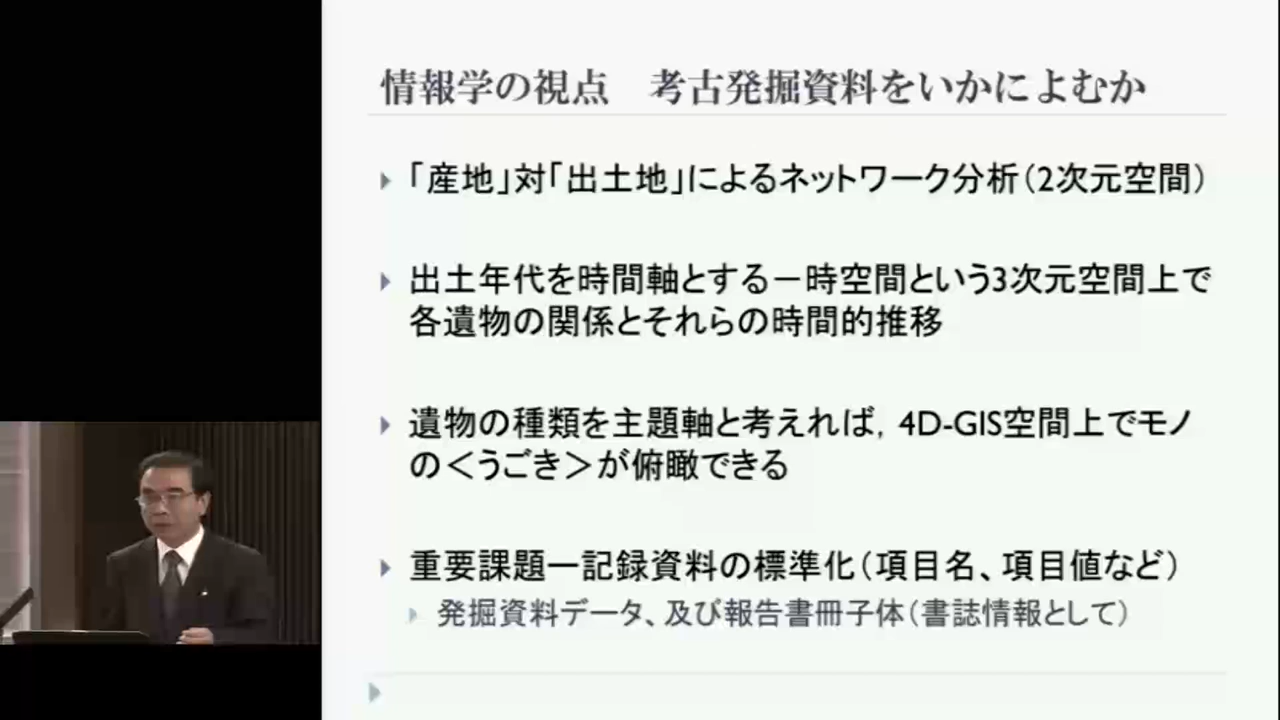 情報学の視点　考古発掘資料をいかによむか
「産地」対「出土地」によるネットワーク分析（2次元空間）
出土年代を時間軸とする－時空間という3次元空間上で
各遺物の関係とそれらの時間的推移
遺物の種類を主題軸と考えれば，4D-GIS空間上でモノ
の＜うごき＞が俯瞰できる
重要課題―記録資料の標準化（項目名、項目値など）
発掘資料データ、及び報告書冊子体（書誌情報として）